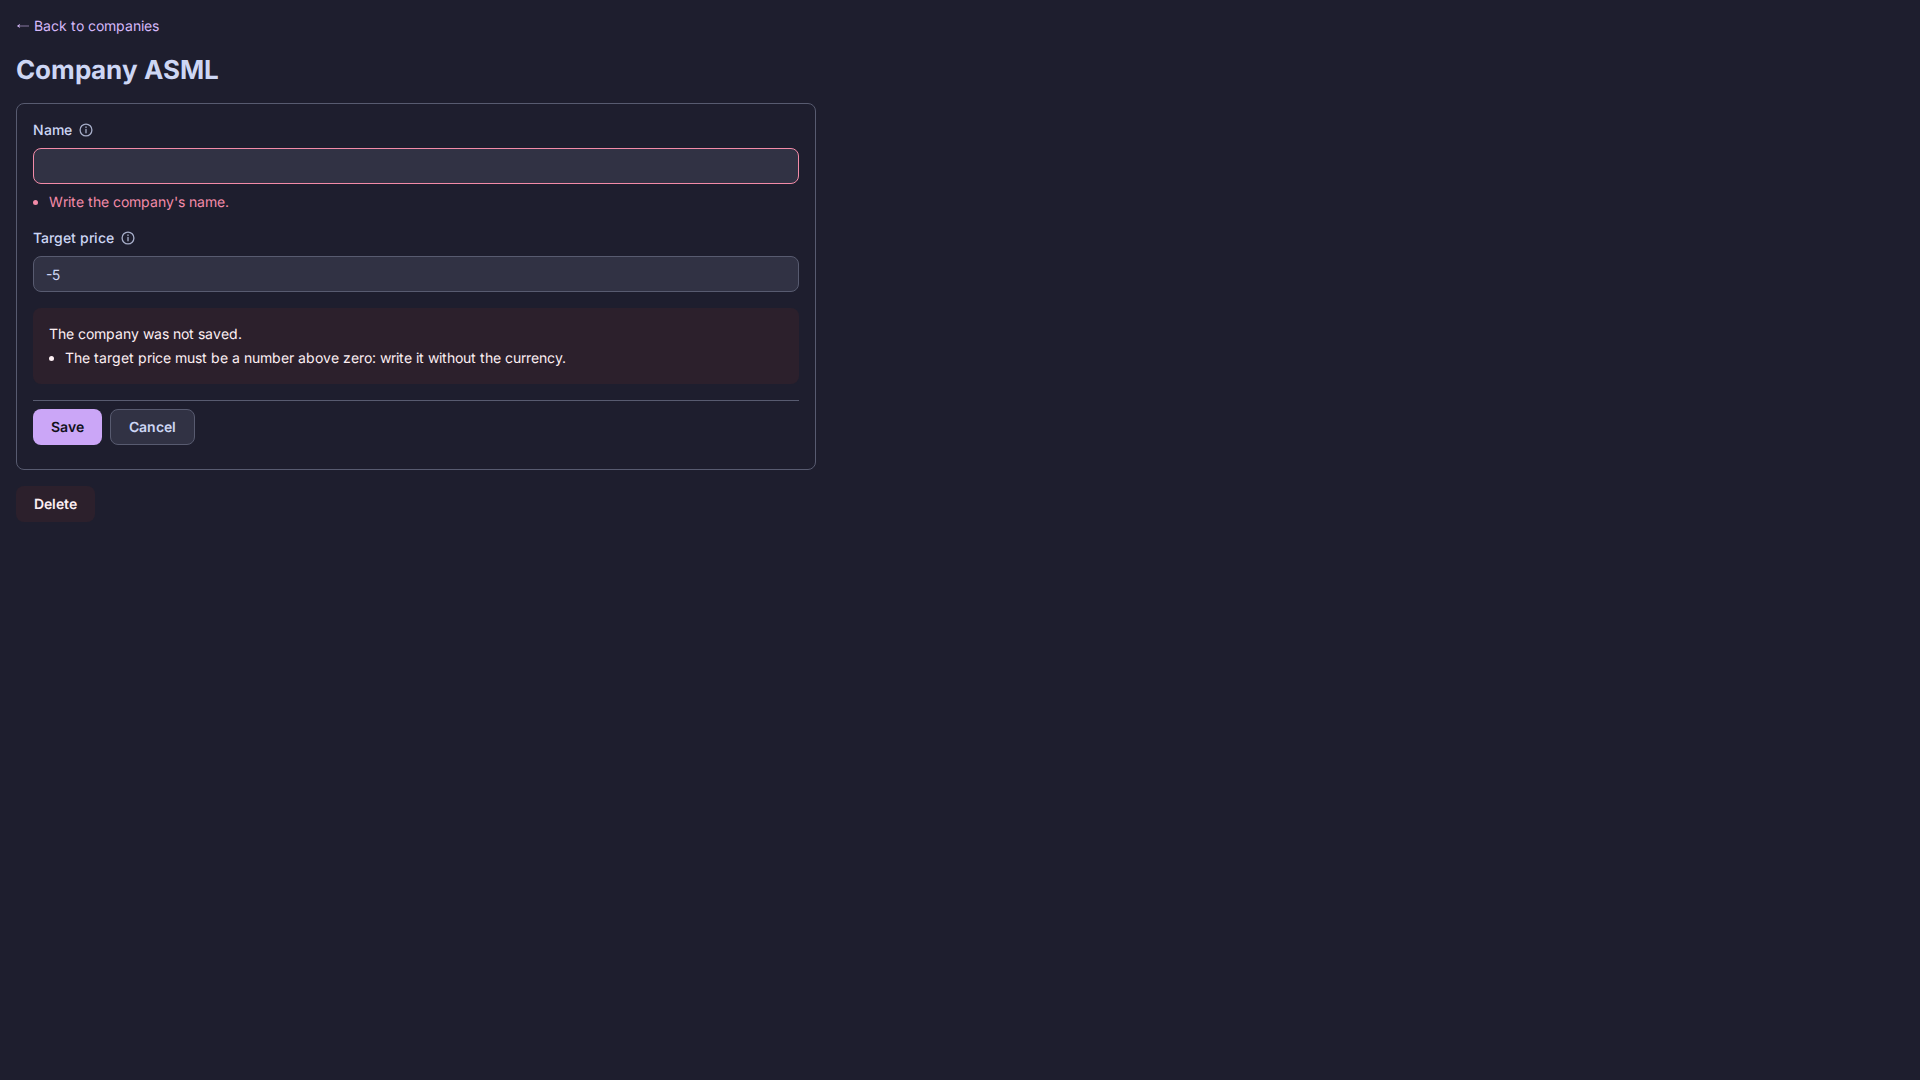 ← Back to companies
Company ASML
Name
• Write the company's name.
Target price
-5
The company was not saved.
• The target price must be a number above zero: write it without the currency.
Save Cancel
Delete